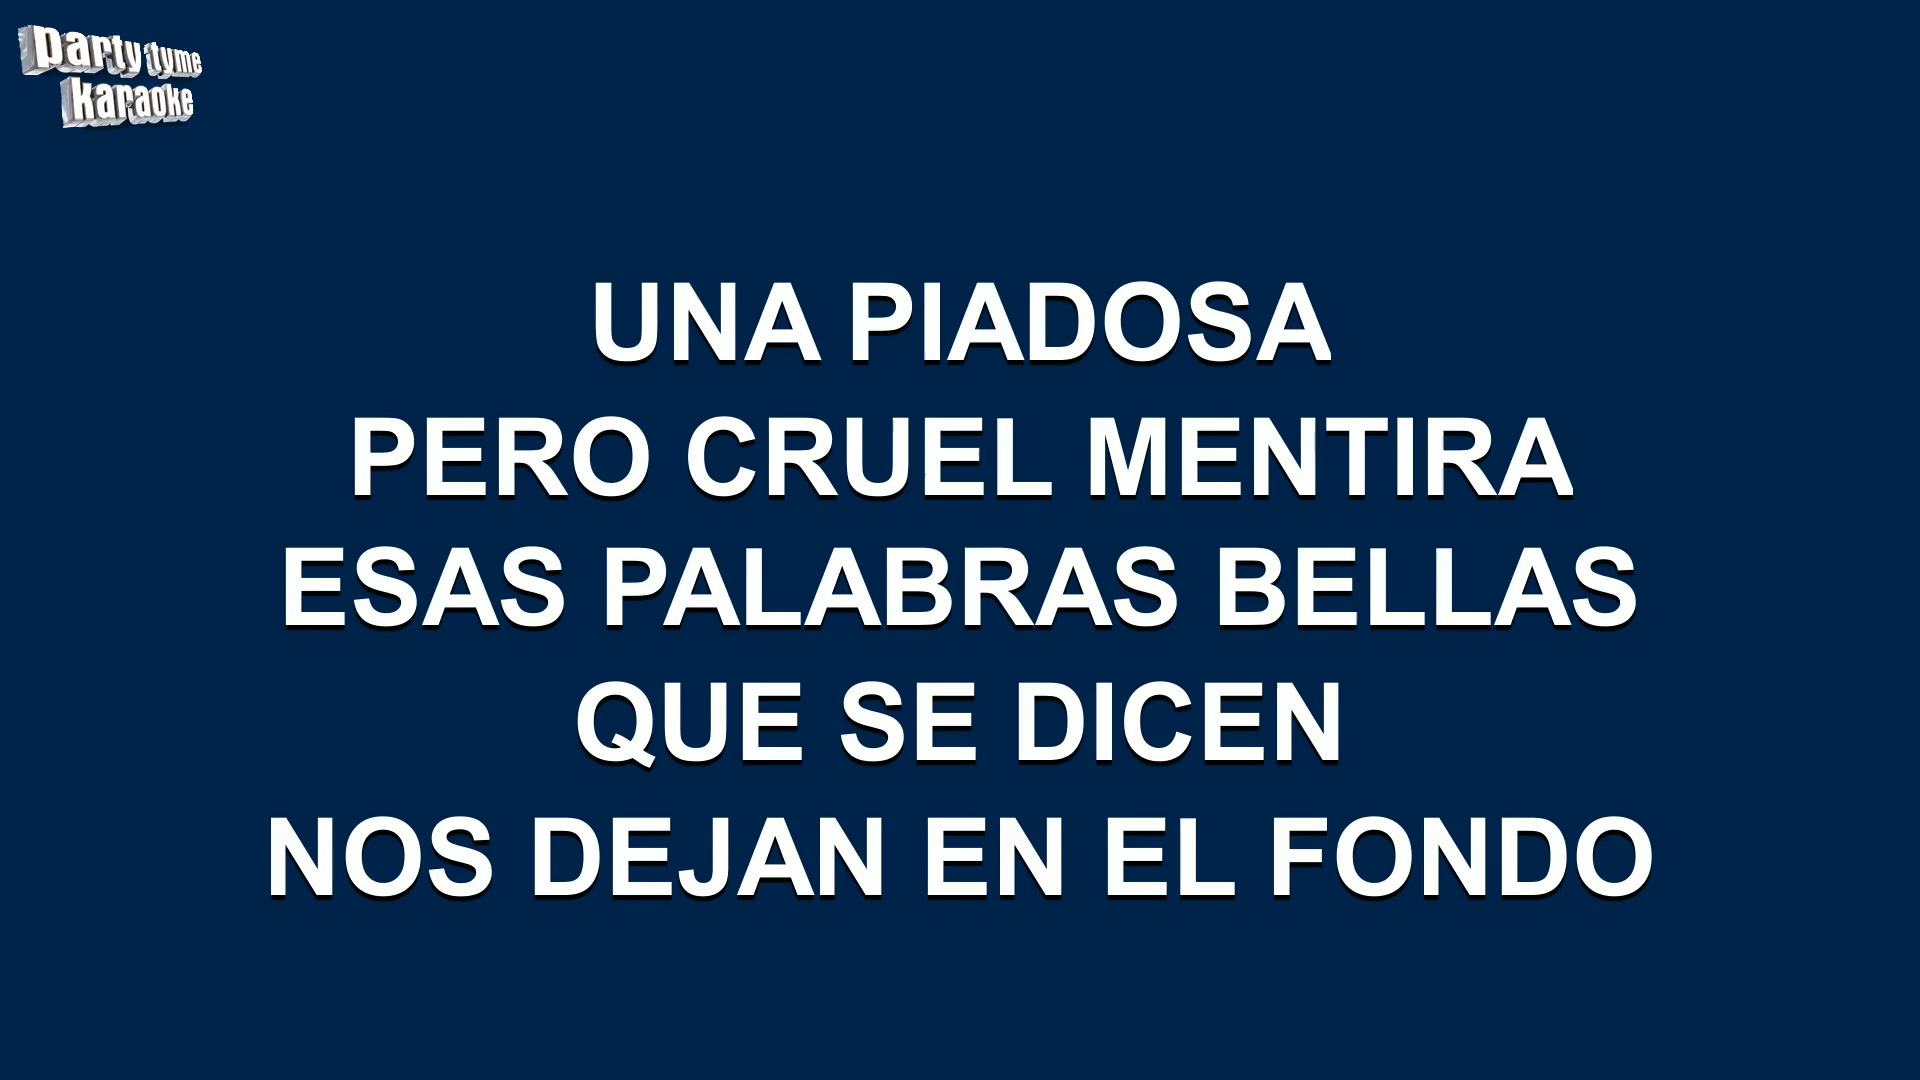 party tyme
karaoke
UNA PIADOSA
PERO CRUEL MENTIRA
ESAS PALABRAS BELLAS
QUE SE DICEN
NOS DEJAN EN EL FONDO